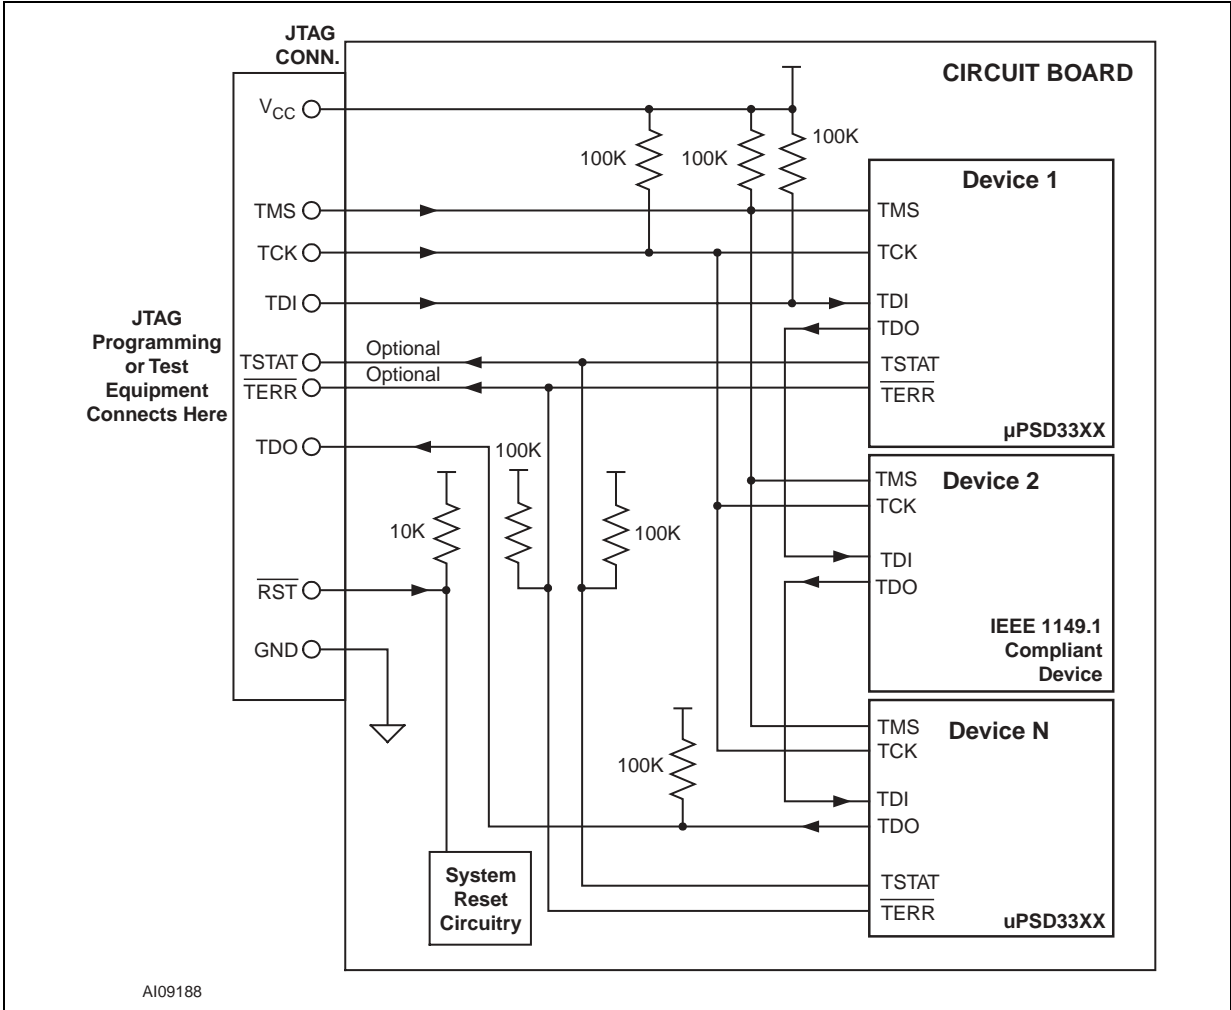 JTAG
CONN.
CIRCUIT BOARD
VCC
100K
100K
100K
Device 1
TMS
TMS
TCK
TCK
TDI
TDI
TDO
JTAG
Programming
or Test
Equipment
Connects Here
Optional
TSTAT
TSTAT
Optional
TERR
TERR
µPSD33XX
TDO
100K
10K
100K
TMS
Device 2
TCK
TDI
TDO
RST
IEEE 1149.1
Compliant
Device
GND
TMS
Device N
TCK
100K
TDI
TDO
System
Reset
Circuitry
TSTAT
TERR
uPSD33XX
AI09188